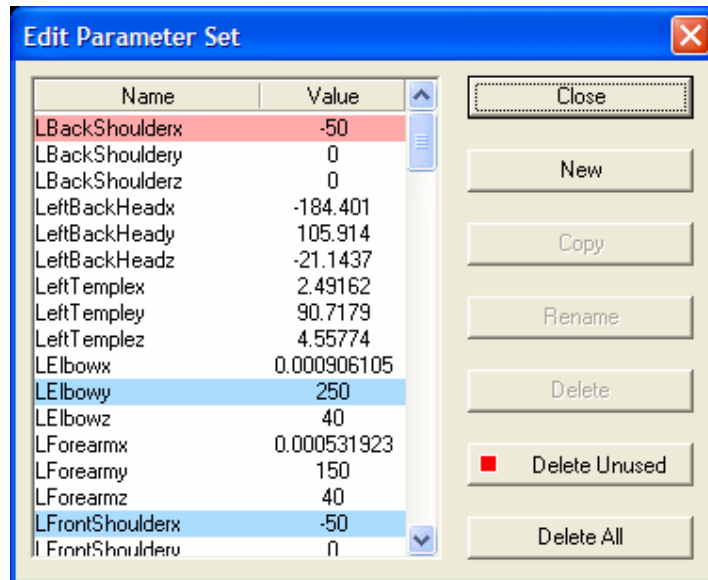 Edit Parameter Set
Name Value
LBackShoulderx -50
LBackShouldery 0
LBackShoulderz 0
LeftBackHeadx -184.401
LeftBackHeady 105.914
LeftBackHeadz -21.1437
LeftTemplex 2.49162
LeftTempley 90.7179
LeftTemplez 4.55774
LElbowx 0.000906105
LElbowy 250
LElbowz 40
LForearmx 0.000531923
LForearmy 150
LForearmz 40
LFrontShoulderx -50
LFrontShouldery 0
Close
New
Copy
Rename
Delete
Delete Unused
Delete All